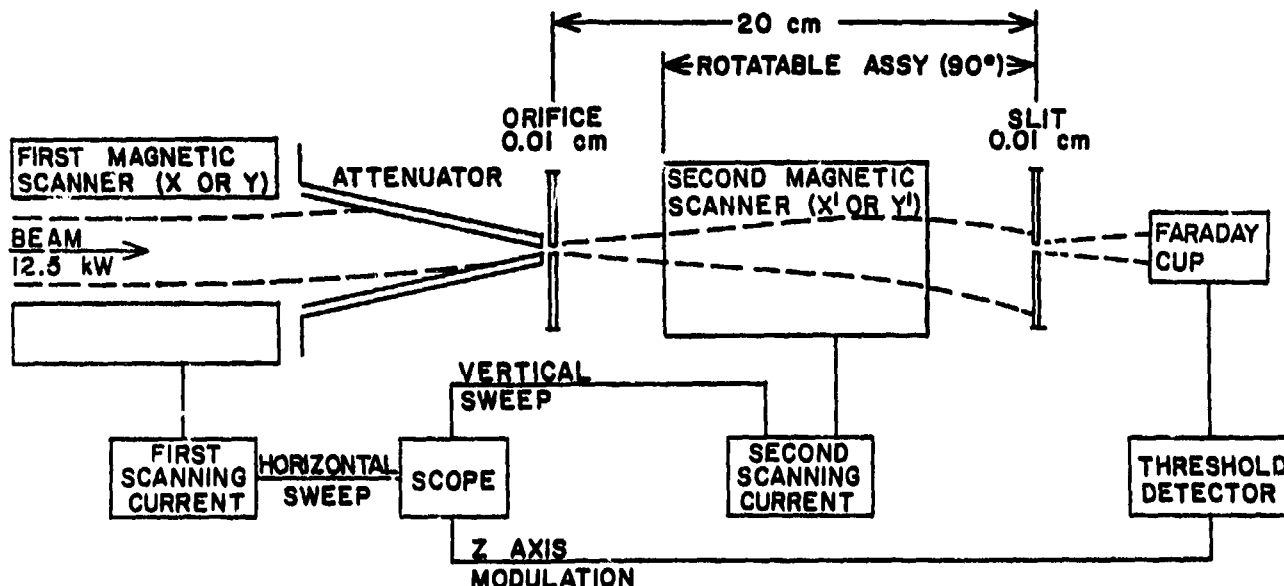 20 cm
ROTATABLE ASSY (90°)
ORIFICE
0.01 cm
SLIT
0.01 cm
FIRST MAGNETIC
SCANNER (X OR Y)
ATTENUATOR
SECOND MAGNETIC
SCANNER (X' OR Y')
BEAM
12.5 kW
FARADAY
CUP
VERTICAL
SWEEP
FIRST
SCANNING
CURRENT
HORIZONTAL
SWEEP
SCOPE
SECOND
SCANNING
CURRENT
THRESHOLD
DETECTOR
Z AXIS
MODULATION